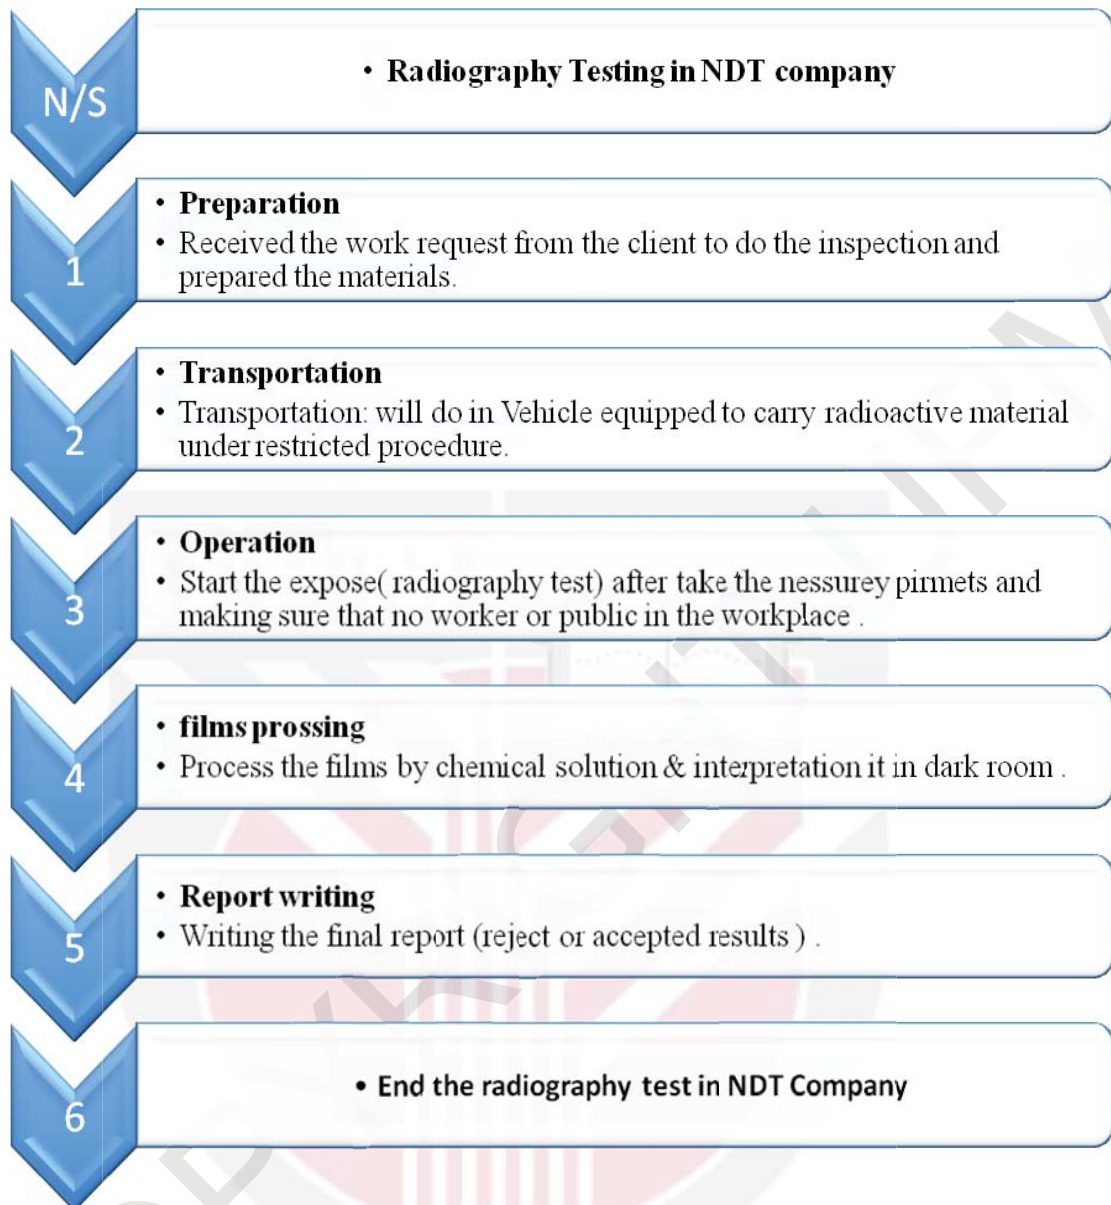 N/S
• Radiography Testing in NDT company
1
• Preparation
• Received the work request from the client to do the inspection and
prepared the materials.
2
• Transportation
• Transportation: will do in Vehicle equipped to carry radioactive material
under restricted procedure.
3
• Operation
• Start the expose( radiography test) after take the nessurey pirmets and
making sure that no worker or public in the workplace .
4
• films prossing
• Process the films by chemical solution & interpretation it in dark room .
5
• Report writing
• Writing the final report (reject or accepted results ) .
6
• End the radiography test in NDT Company
UPM